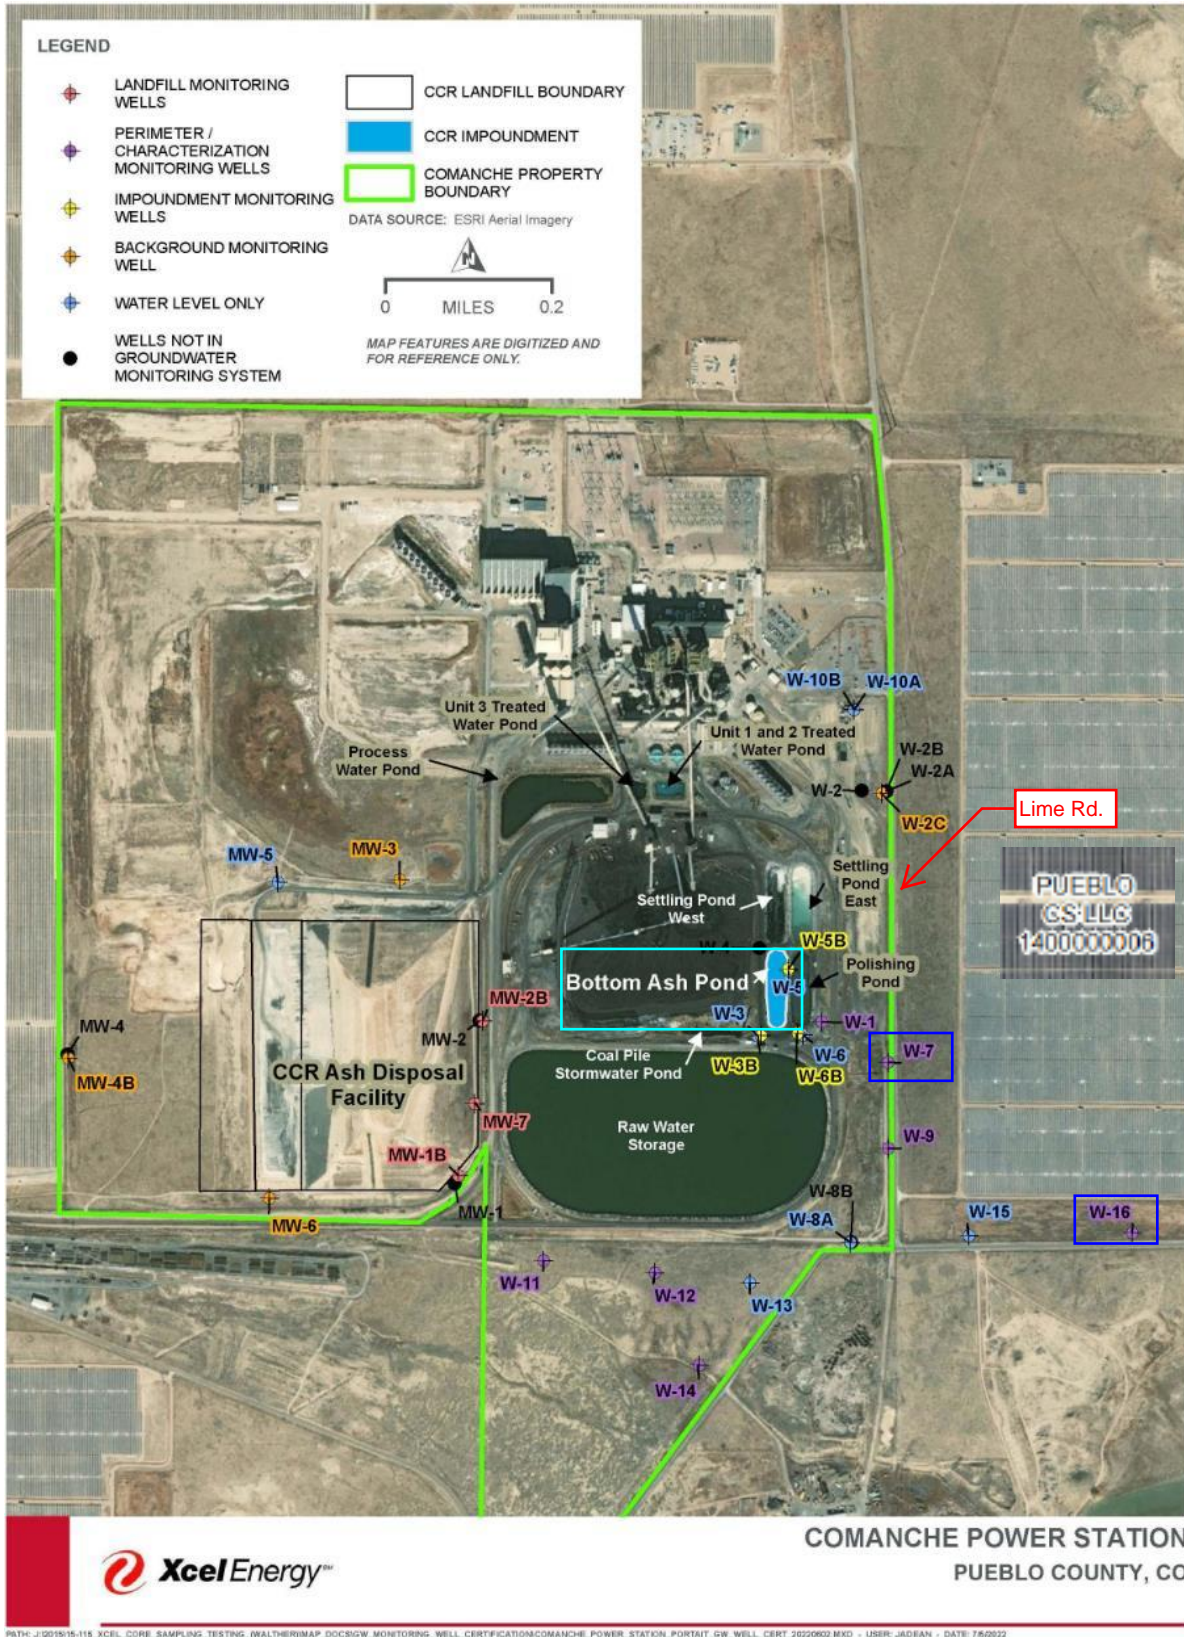 LEGEND
LANDFILL MONITORING
WELLS
PERIMETER /
CHARACTERIZATION
MONITORING WELLS
IMPOUNDMENT MONITORING
WELLS
BACKGROUND MONITORING
WELL
WATER LEVEL ONLY
WELLS NOT IN
GROUNDWATER
MONITORING SYSTEM
CCR LANDFILL BOUNDARY
CCR IMPOUNDMENT
COMANCHE PROPERTY
BOUNDARY
DATA SOURCE: ESRI Aerial Imagery
N
0 MILES 0.2
MAP FEATURES ARE DIGITIZED AND
FOR REFERENCE ONLY.
W-10B W-10A
Unit 3 Treated
Water Pond
Unit 1 and 2 Treated
Water Pond
Process
Water Pond
W-2B
W-2A
W-2
W-2C
Lime Rd.
MW-5
MW-3
Settling
Pond
East
Settling Pond
West
PUEBLO
CS LLC
1400000006
W-4
W-5B
Bottom Ash Pond
W-5
Polishing
Pond
MW-2B
MW-2
W-3
W-1
MW-4
MW-4B
W-3B
W-6
W-6B
W-7
Coal Pile
Stormwater Pond
CCR Ash Disposal
Facility
MW-7
Raw Water
Storage
W-9
MW-1B
MW-1
MW-6
W-8B
W-8A
W-15
W-16
W-11
W-12
W-13
W-14
XcelEnergy℠
COMANCHE POWER STATION
PUEBLO COUNTY, CO